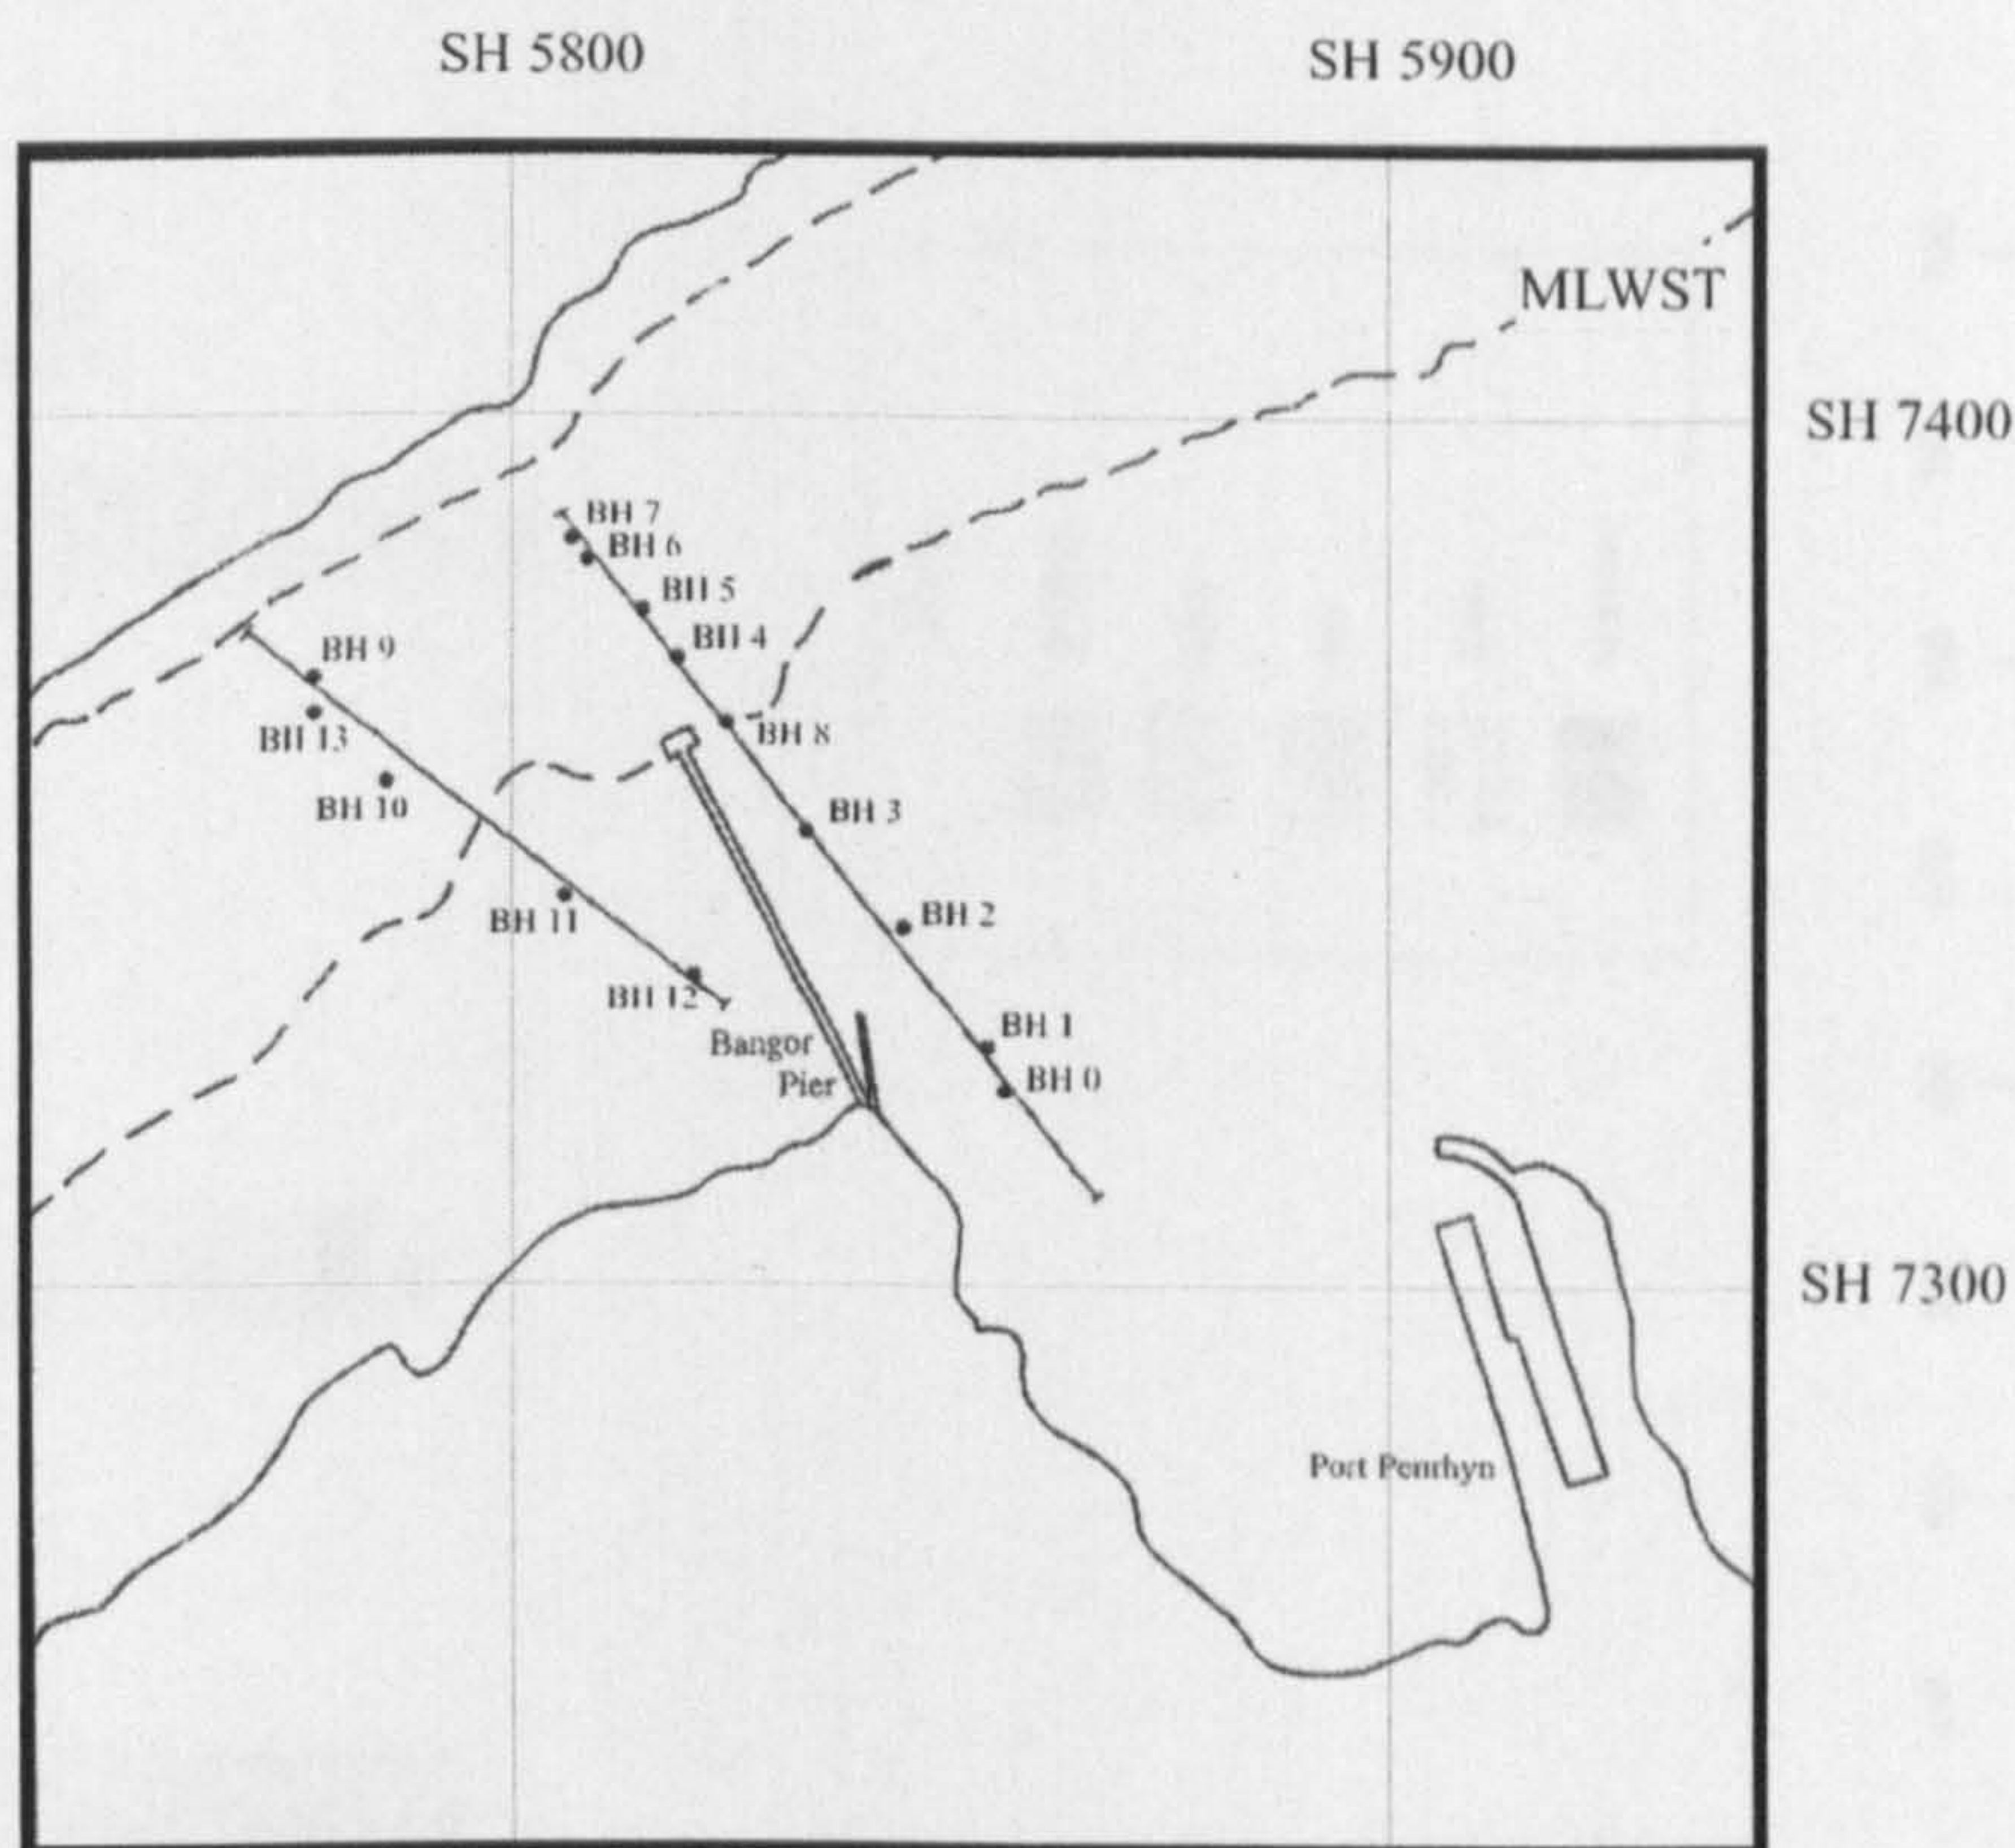 SH 5800
SH 5900
MLWST
SH 7400
BH 7
BH 6
BH 5
BH 4
BH 9
BH 13
BH 8
BH 10
BH 3
BH 11
BH 2
BH 12
BH 1
Bangor
Pier
BH 0
SH 7300
Port Penrhyn